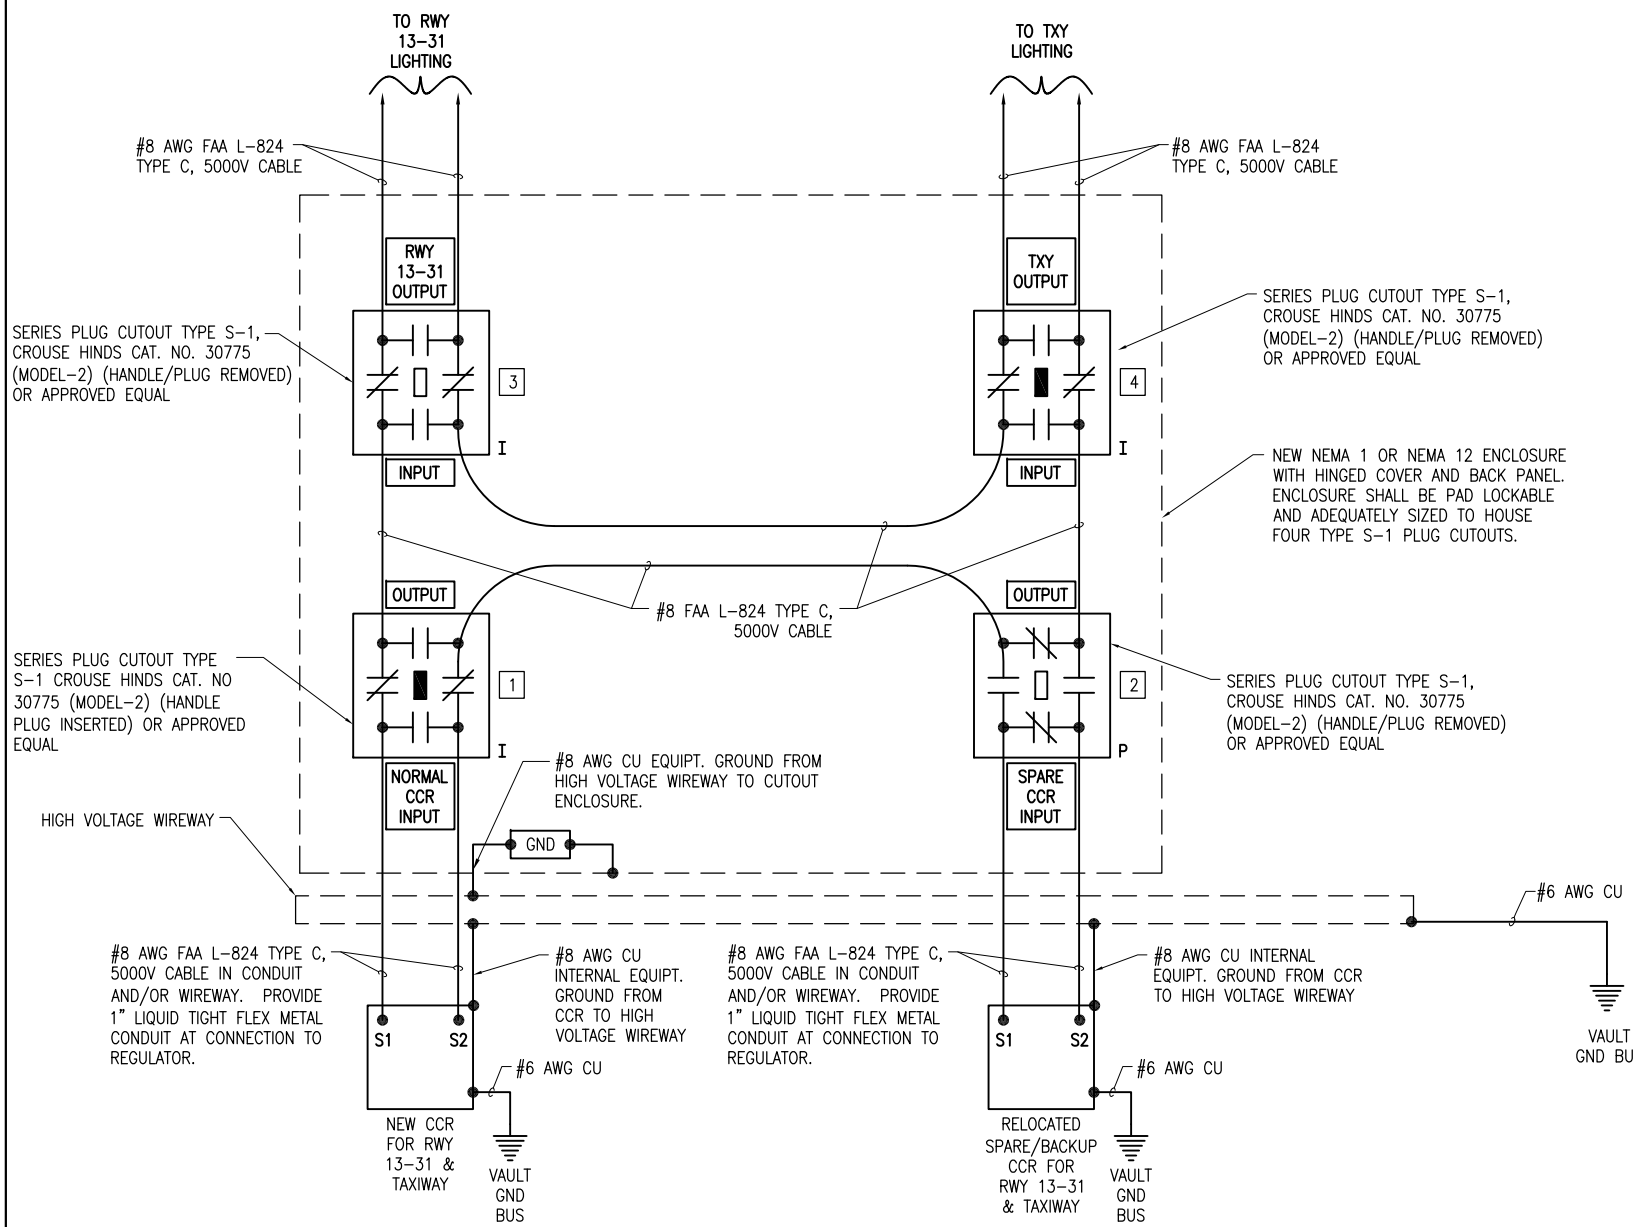 TO RWY
13-31
LIGHTING
TO TXY
LIGHTING
#8 AWG FAA L-824
TYPE C, 5000V CABLE
#8 AWG FAA L-824
TYPE C, 5000V CABLE
RWY
13-31
OUTPUT
TXY
OUTPUT
SERIES PLUG CUTOUT TYPE S-1,
CROUSE HINDS CAT. NO. 30775
(MODEL-2) (HANDLE/PLUG REMOVED)
OR APPROVED EQUAL
3
I
INPUT
4
I
INPUT
SERIES PLUG CUTOUT TYPE S-1,
CROUSE HINDS CAT. NO. 30775
(MODEL-2) (HANDLE/PLUG REMOVED)
OR APPROVED EQUAL
NEW NEMA 1 OR NEMA 12 ENCLOSURE
WITH HINGED COVER AND BACK PANEL.
ENCLOSURE SHALL BE PAD LOCKABLE
AND ADEQUATELY SIZED TO HOUSE
FOUR TYPE S-1 PLUG CUTOUTS.
OUTPUT
#8 FAA L-824 TYPE C,
5000V CABLE
OUTPUT
SERIES PLUG CUTOUT TYPE
S-1 CROUSE HINDS CAT. NO
30775 (MODEL-2) (HANDLE
PLUG INSERTED) OR APPROVED
EQUAL
1
I
NORMAL
CCR
INPUT
2
P
SPARE
CCR
INPUT
SERIES PLUG CUTOUT TYPE S-1,
CROUSE HINDS CAT. NO. 30775
(MODEL-2) (HANDLE/PLUG REMOVED)
OR APPROVED EQUAL
#8 AWG CU EQUIPT. GROUND FROM
HIGH VOLTAGE WIREWAY TO CUTOUT
ENCLOSURE.
HIGH VOLTAGE WIREWAY
GND
#6 AWG CU
VAULT
GND BU
#8 AWG FAA L-824 TYPE C,
5000V CABLE IN CONDUIT
AND/OR WIREWAY. PROVIDE
1" LIQUID TIGHT FLEX METAL
CONDUIT AT CONNECTION TO
REGULATOR.
#8 AWG CU
INTERNAL EQUIPT.
GROUND FROM
CCR TO HIGH
VOLTAGE WIREWAY
#8 AWG FAA L-824 TYPE C,
5000V CABLE IN CONDUIT
AND/OR WIREWAY. PROVIDE
1" LIQUID TIGHT FLEX METAL
CONDUIT AT CONNECTION TO
REGULATOR.
#8 AWG CU INTERNAL
EQUIPT. GROUND FROM CCR
TO HIGH VOLTAGE WIREWAY
S1 S2
#6 AWG CU
S1 S2
#6 AWG CU
NEW CCR
FOR RWY
13-31 &
TAXIWAY
VAULT
GND
BUS
RELOCATED
SPARE/BACKUP
CCR FOR
RWY 13-31
& TAXIWAY
VAULT
GND
BUS